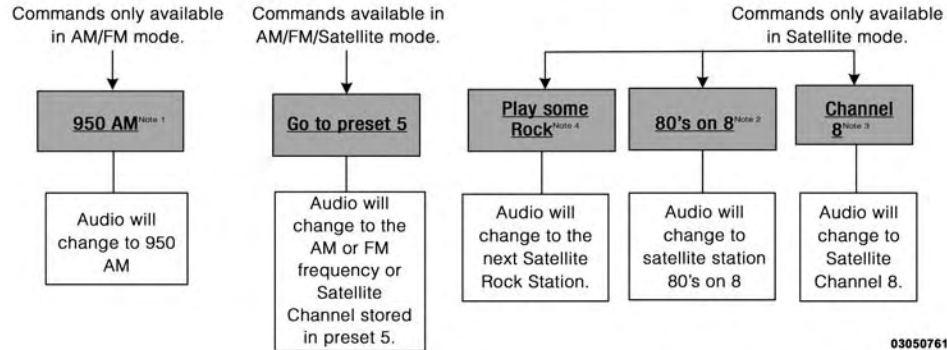 Commands only available
in AM/FM mode.
Commands available in
AM/FM/Satellite mode.
Commands only available
in Satellite mode.
950 AM Note 1
Go to preset 5
Play some
Rock Note 4
80's on 8 Note 2
Channel
8 Note 3
Audio will
change to 950
AM
Audio will
change to the
AM or FM
frequency or
Satellite
Channel stored
in preset 5.
Audio will
change to the
next Satellite
Rock Station.
Audio will
change to
satellite station
80's on 8
Audio will
change to
Satellite
Channel 8.
03050761